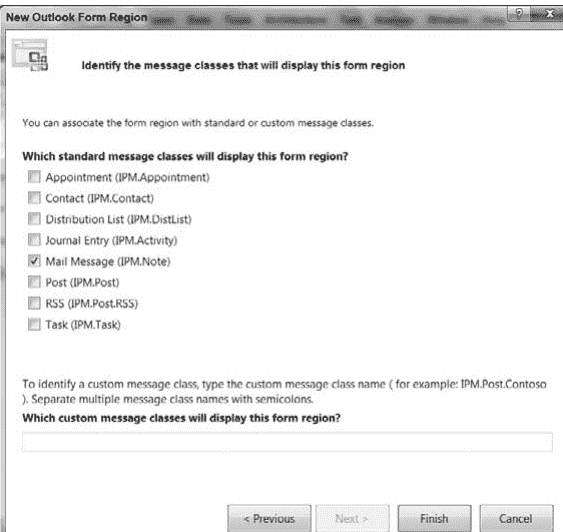 New Outlook Form Region
Identify the message classes that will display this form region
You can associate the form region with standard or custom message classes.
Which standard message classes will display this form region?
Appointment (IPM.Appointment)
Contact (IPM.Contact)
Distribution List (IPM.DistList)
Journal Entry (IPM.Activity)
Mail Message (IPM.Note)
Post (IPM.Post)
RSS (IPM.Post.RSS)
Task (IPM.Task)
To identify a custom message class, type the custom message class name ( for example: IPM.Post.Contoso
). Separate multiple message class names with semicolons.
Which custom message classes will display this form region?
< Previous Next > Finish Cancel